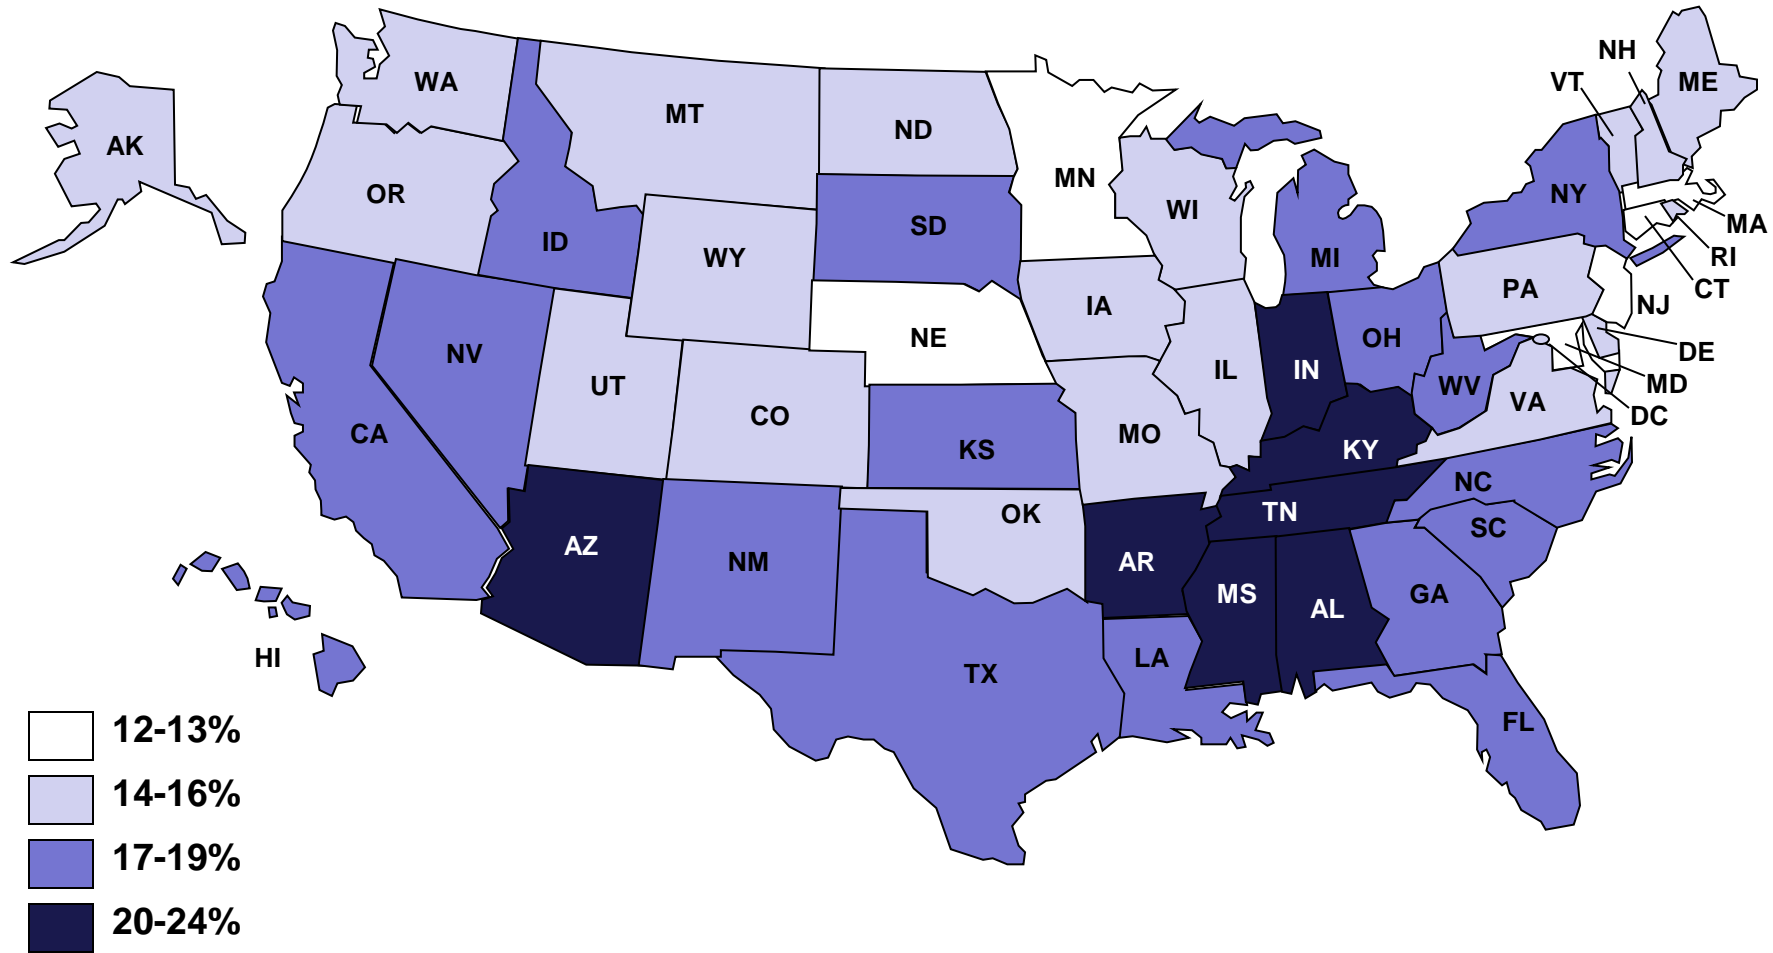 NH
WA
VT
ME
MT
ND
AK
MN
OR
NY
WI
MA
SD
ID
RI
WY
MI
PA
CT
IA
NJ
NE
OH
NV
DE
IL
IN
UT
WV
MD
VA
CO
DC
CA
MO
KS
KY
NC
OK
TN
SC
AZ
NM
AR
MS
GA
AL
HI
LA
TX
FL
12-13%
14-16%
17-19%
20-24%